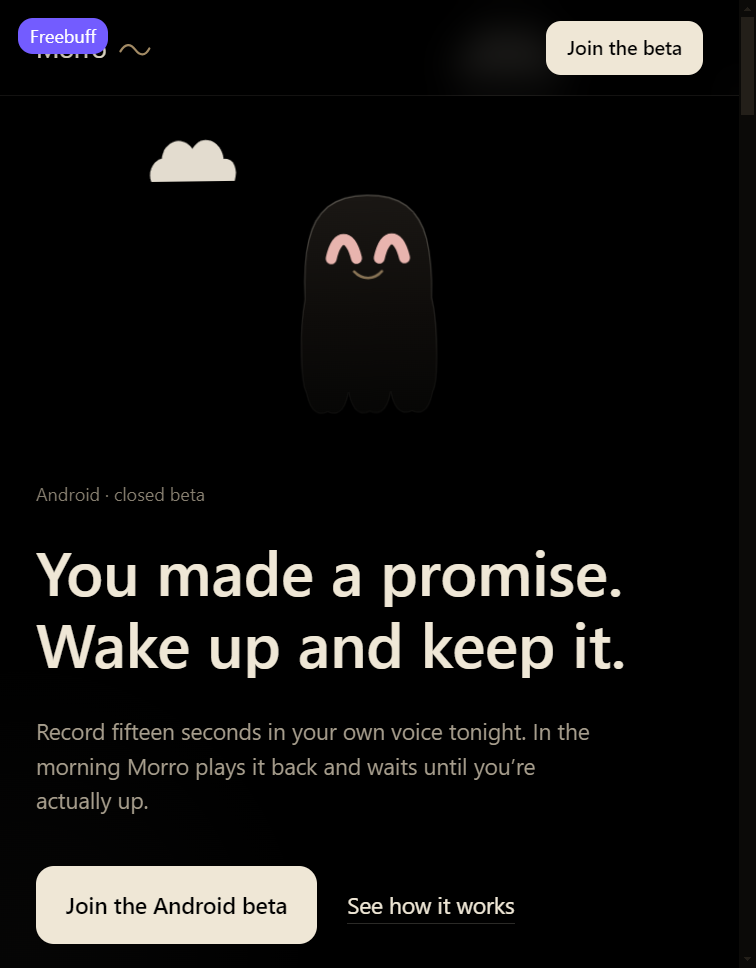 Freebuff
Morro
Join the beta
Android · closed beta
You made a promise.
Wake up and keep it.
Record fifteen seconds in your own voice tonight. In the
morning Morro plays it back and waits until you’re
actually up.
Join the Android beta
See how it works